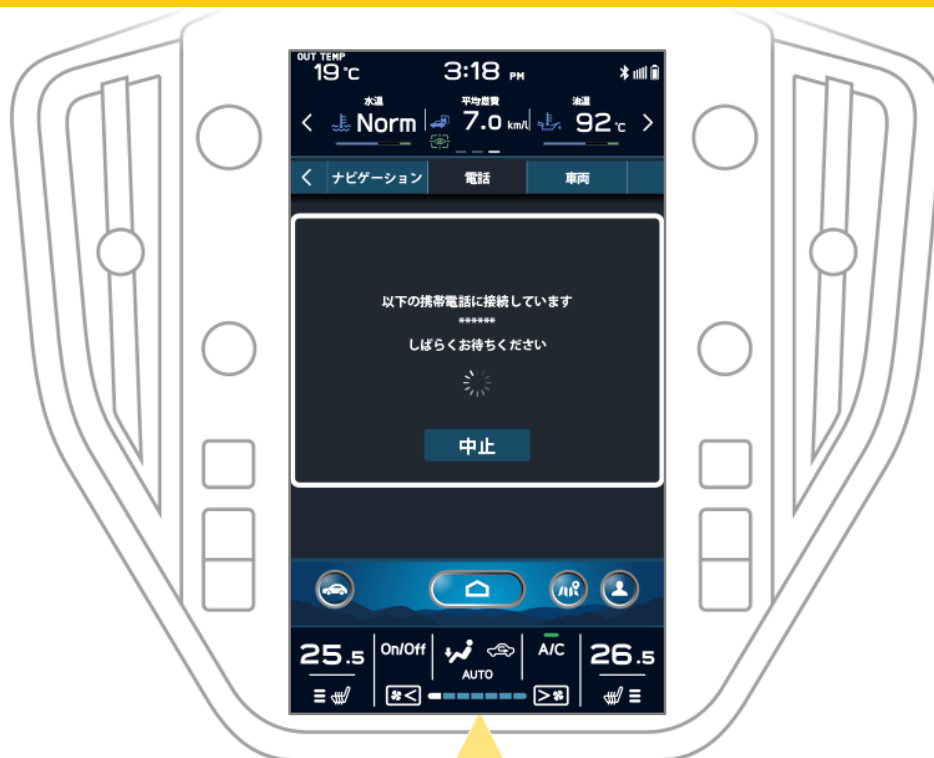 OUT TEMP
19 ℃ 3:18 PM
水温 平均燃費 油温
Norm 7.0 km/L 92 ℃
ナビゲーション 電話 車両
以下の携帯電話に接続しています
******
しばらくお待ちください
中止
25.5 On/Off AUTO A/C 26.5